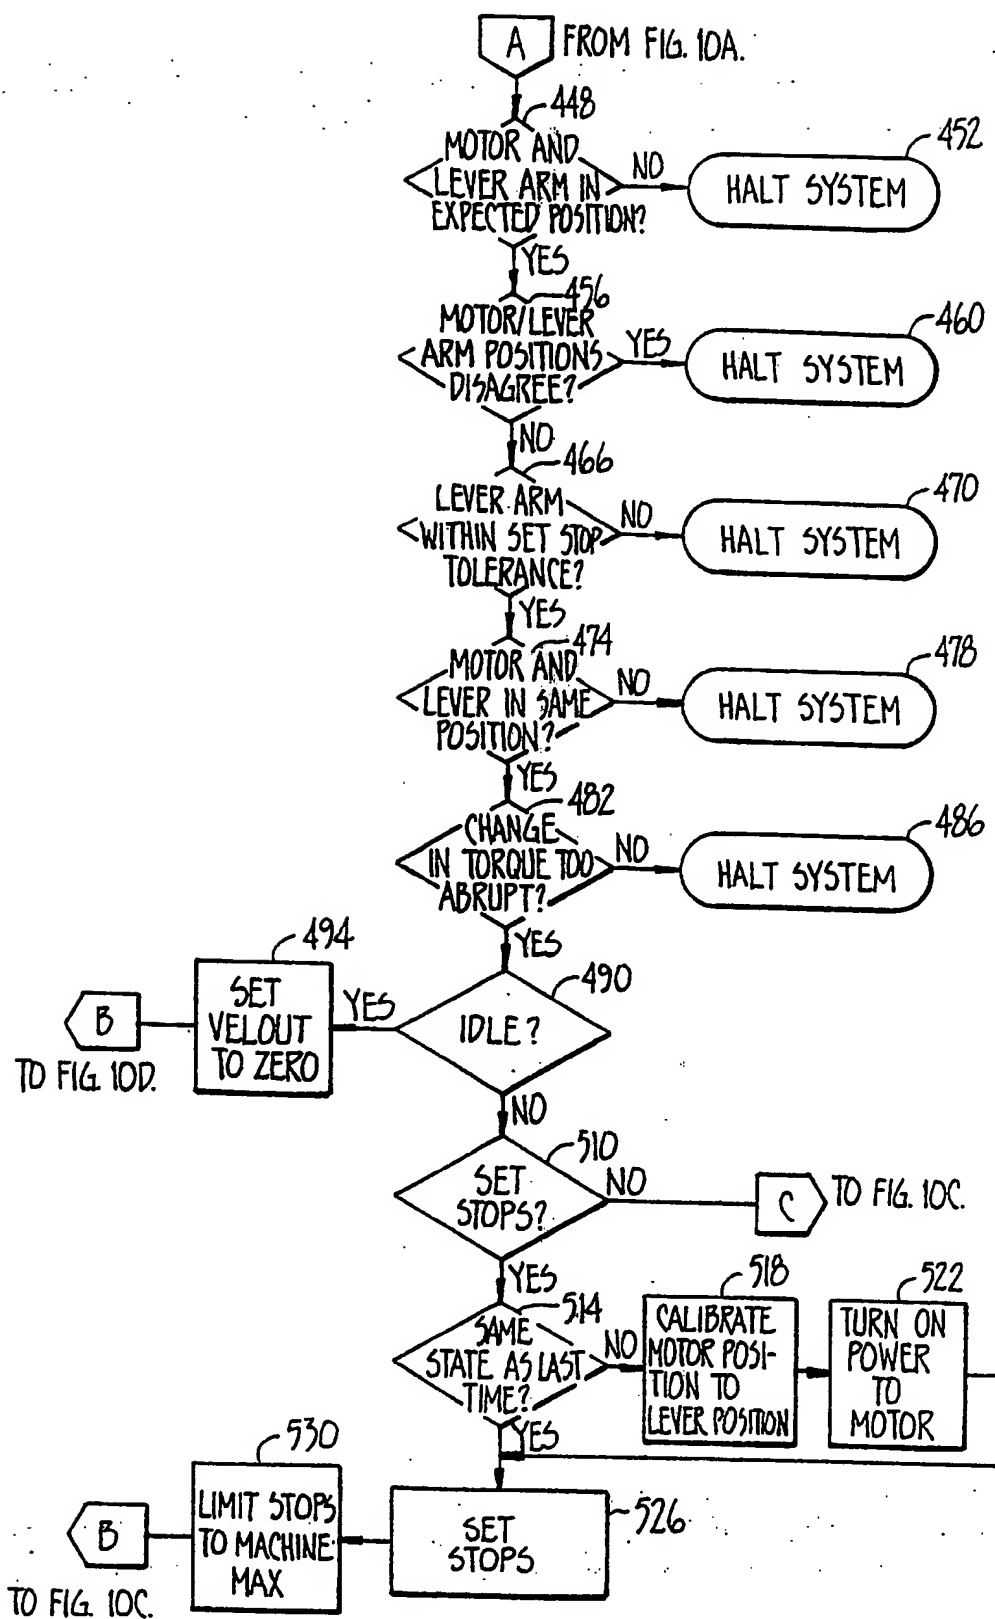 A FROM FIG. 10A.
448
MOTOR AND
LEVER ARM IN
EXPECTED POSITION?
NO
HALT SYSTEM
452
YES
456
MOTOR/LEVER
ARM POSITIONS
DISAGREE?
YES
HALT SYSTEM
460
NO
466
LEVER ARM
WITHIN SET STOP
TOLERANCE?
NO
HALT SYSTEM
470
YES
474
MOTOR AND
LEVER IN SAME
POSITION?
NO
HALT SYSTEM
478
YES
482
CHANGE
IN TORQUE TOO
ABRUPT?
NO
HALT SYSTEM
486
YES
490
IDLE?
YES
494
SET
VELOUT
TO ZERO
B
TO FIG. 10D.
NO
510
SET
STOPS?
NO
C TO FIG. 10C.
YES
514
SAME
STATE AS LAST
TIME?
NO
518
CALIBRATE
MOTOR POSI-
TION TO
LEVER POSITION
522
TURN ON
POWER
TO
MOTOR
YES
526
SET
STOPS
530
LIMIT STOPS
TO MACHINE
MAX
B
TO FIG. 10C.